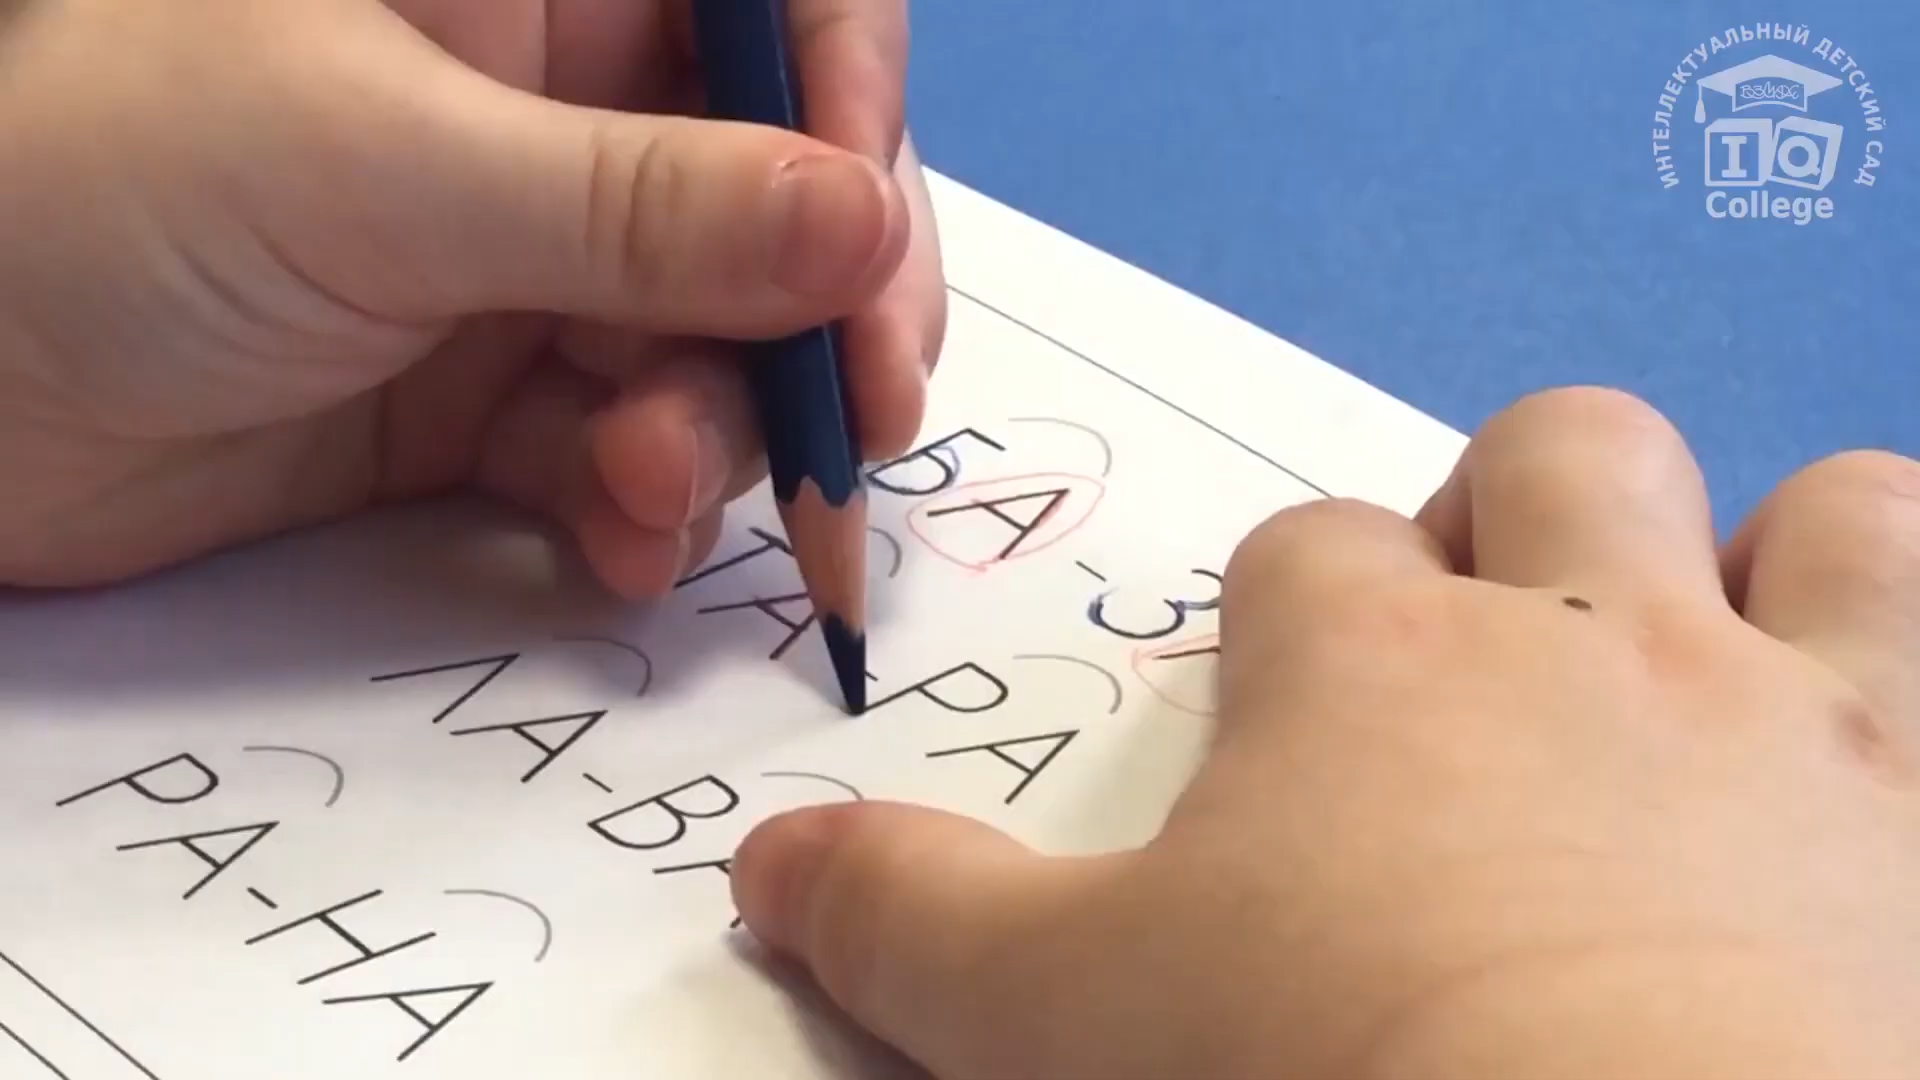 ИНТЕЛЛЕКТУАЛЬНЫЙ ДЕТСКИЙ САД
IQ
College
БА-З
ТА-РА
ЛА-ВА
РА-НА